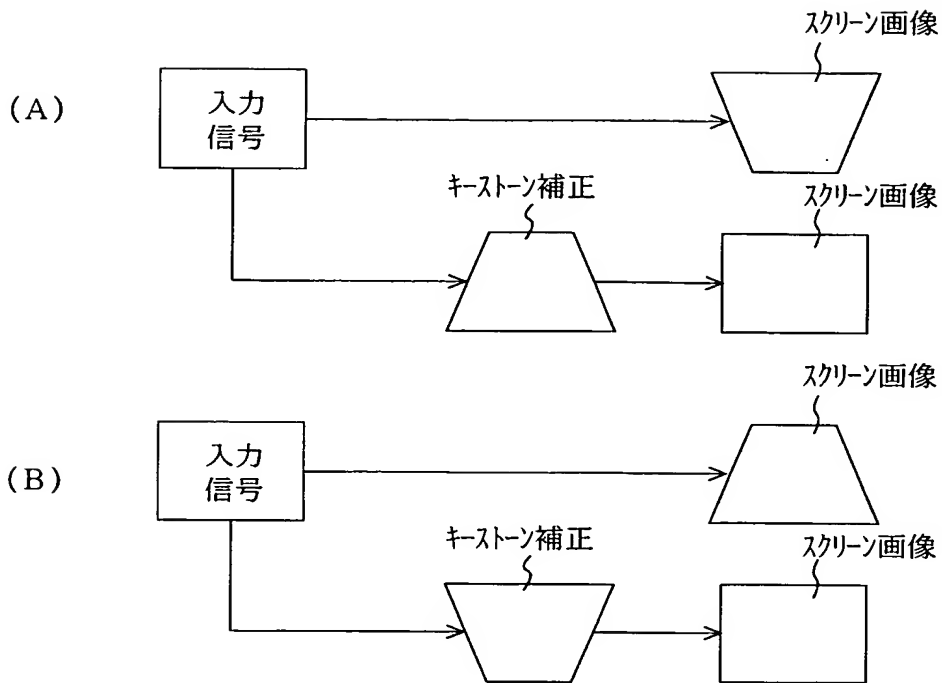 スクリーン画像
(A)
入力
信号
キーストーン補正
スクリーン画像
スクリーン画像
(B)
入力
信号
キーストーン補正
スクリーン画像